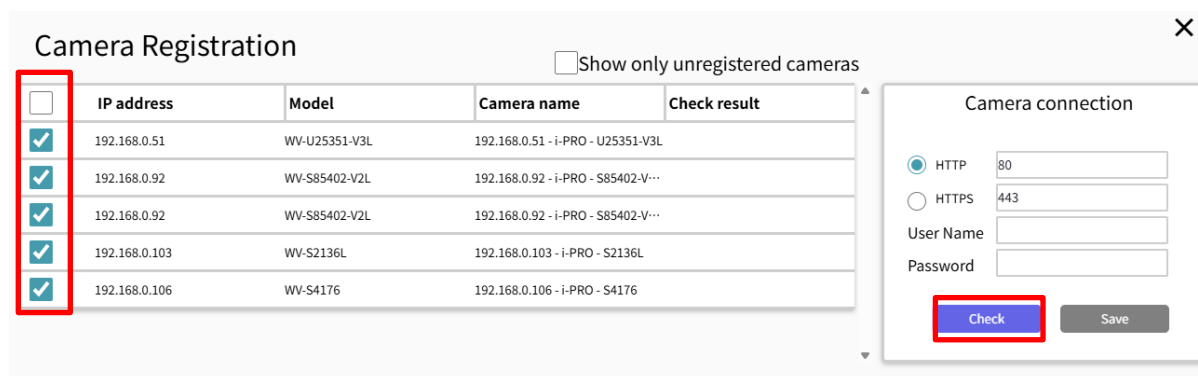 Camera Registration
Show only unregistered cameras
IP address Model Camera name Check result
192.168.0.51 WV-U25351-V3L 192.168.0.51 - i-PRO - U25351-V3L
192.168.0.92 WV-S85402-V2L 192.168.0.92 - i-PRO - S85402-V⋯
192.168.0.92 WV-S85402-V2L 192.168.0.92 - i-PRO - S85402-V⋯
192.168.0.103 WV-S2136L 192.168.0.103 - i-PRO - S2136L
192.168.0.106 WV-S4176 192.168.0.106 - i-PRO - S4176
Camera connection
HTTP 80
HTTPS 443
User Name
Password
Check Save